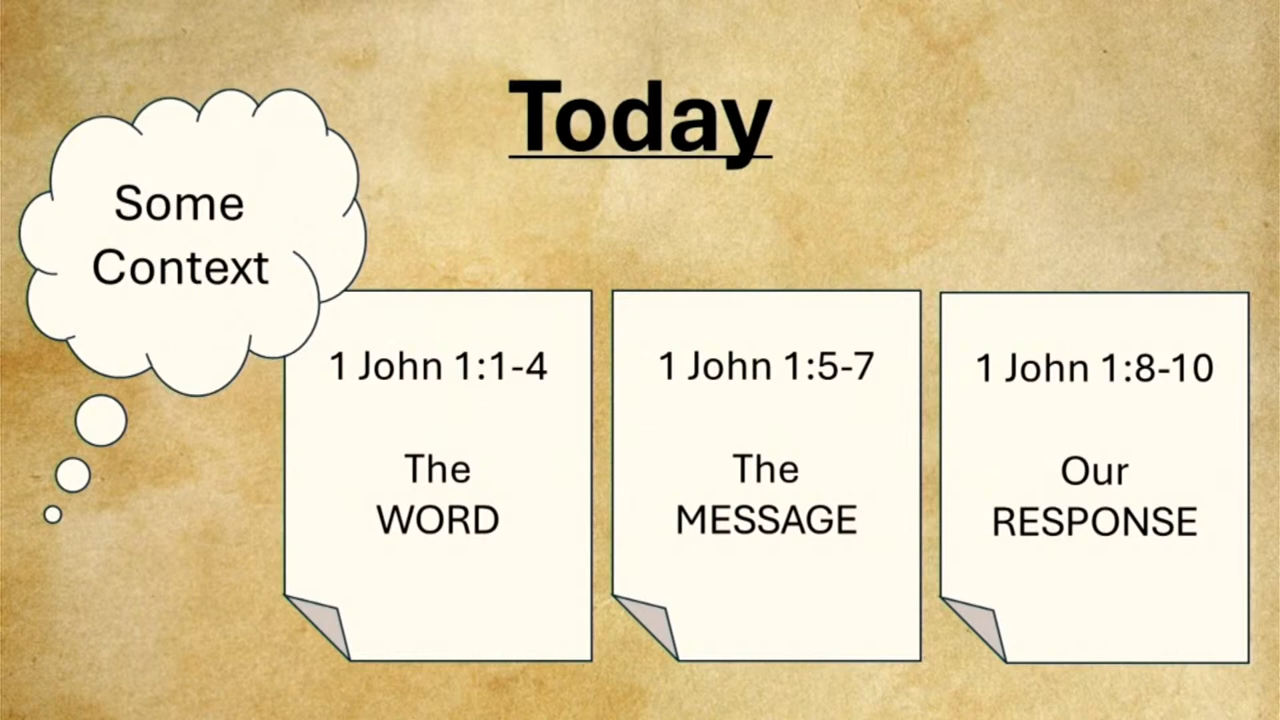 Today
Some
Context
1 John 1:1-4
The
WORD
1 John 1:5-7
The
MESSAGE
1 John 1:8-10
Our
RESPONSE